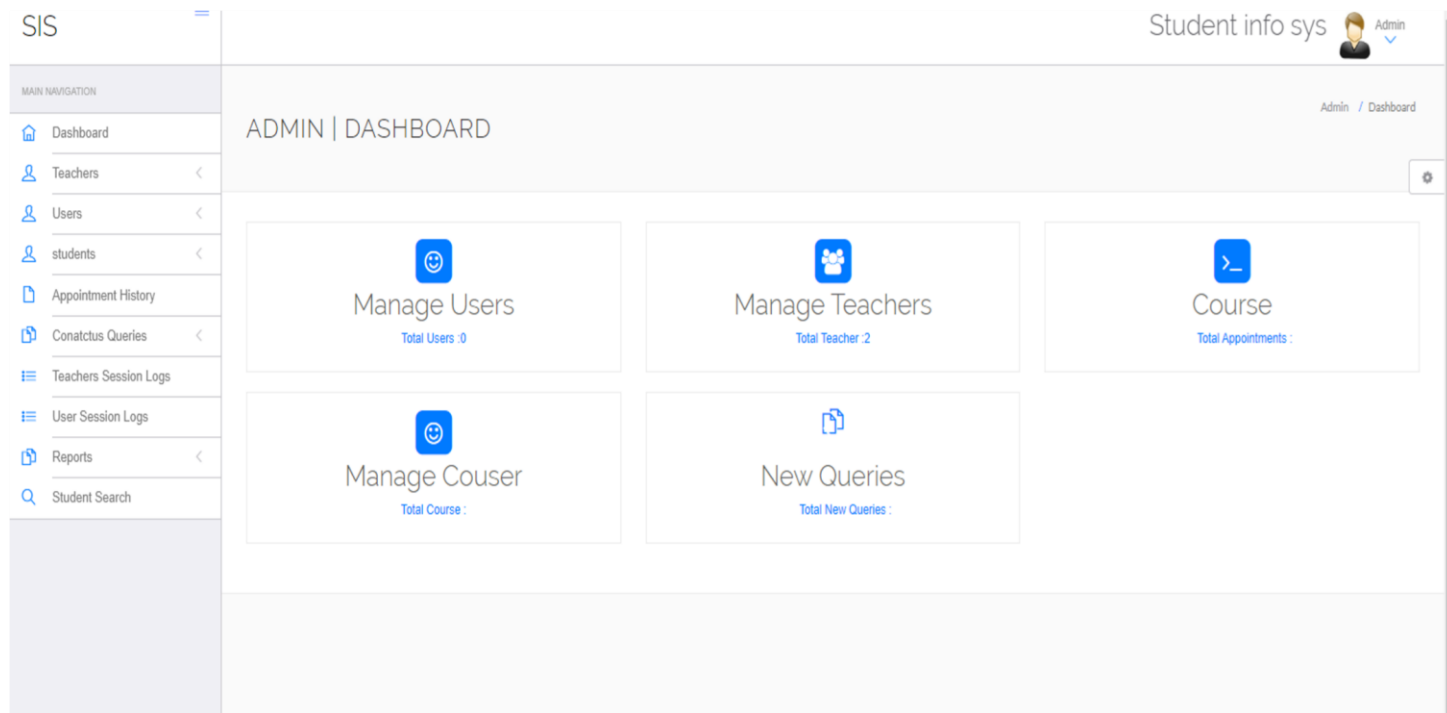 SIS
Student info sys
Admin
MAIN NAVIGATION
Dashboard
Teachers
Users
students
Appointment History
Conatctus Queries
Teachers Session Logs
User Session Logs
Reports
Student Search
Admin / Dashboard
ADMIN | DASHBOARD
Manage Users
Total Users :0
Manage Teachers
Total Teacher :2
Course
Total Appointments :
Manage Couser
Total Course :
New Queries
Total New Queries :